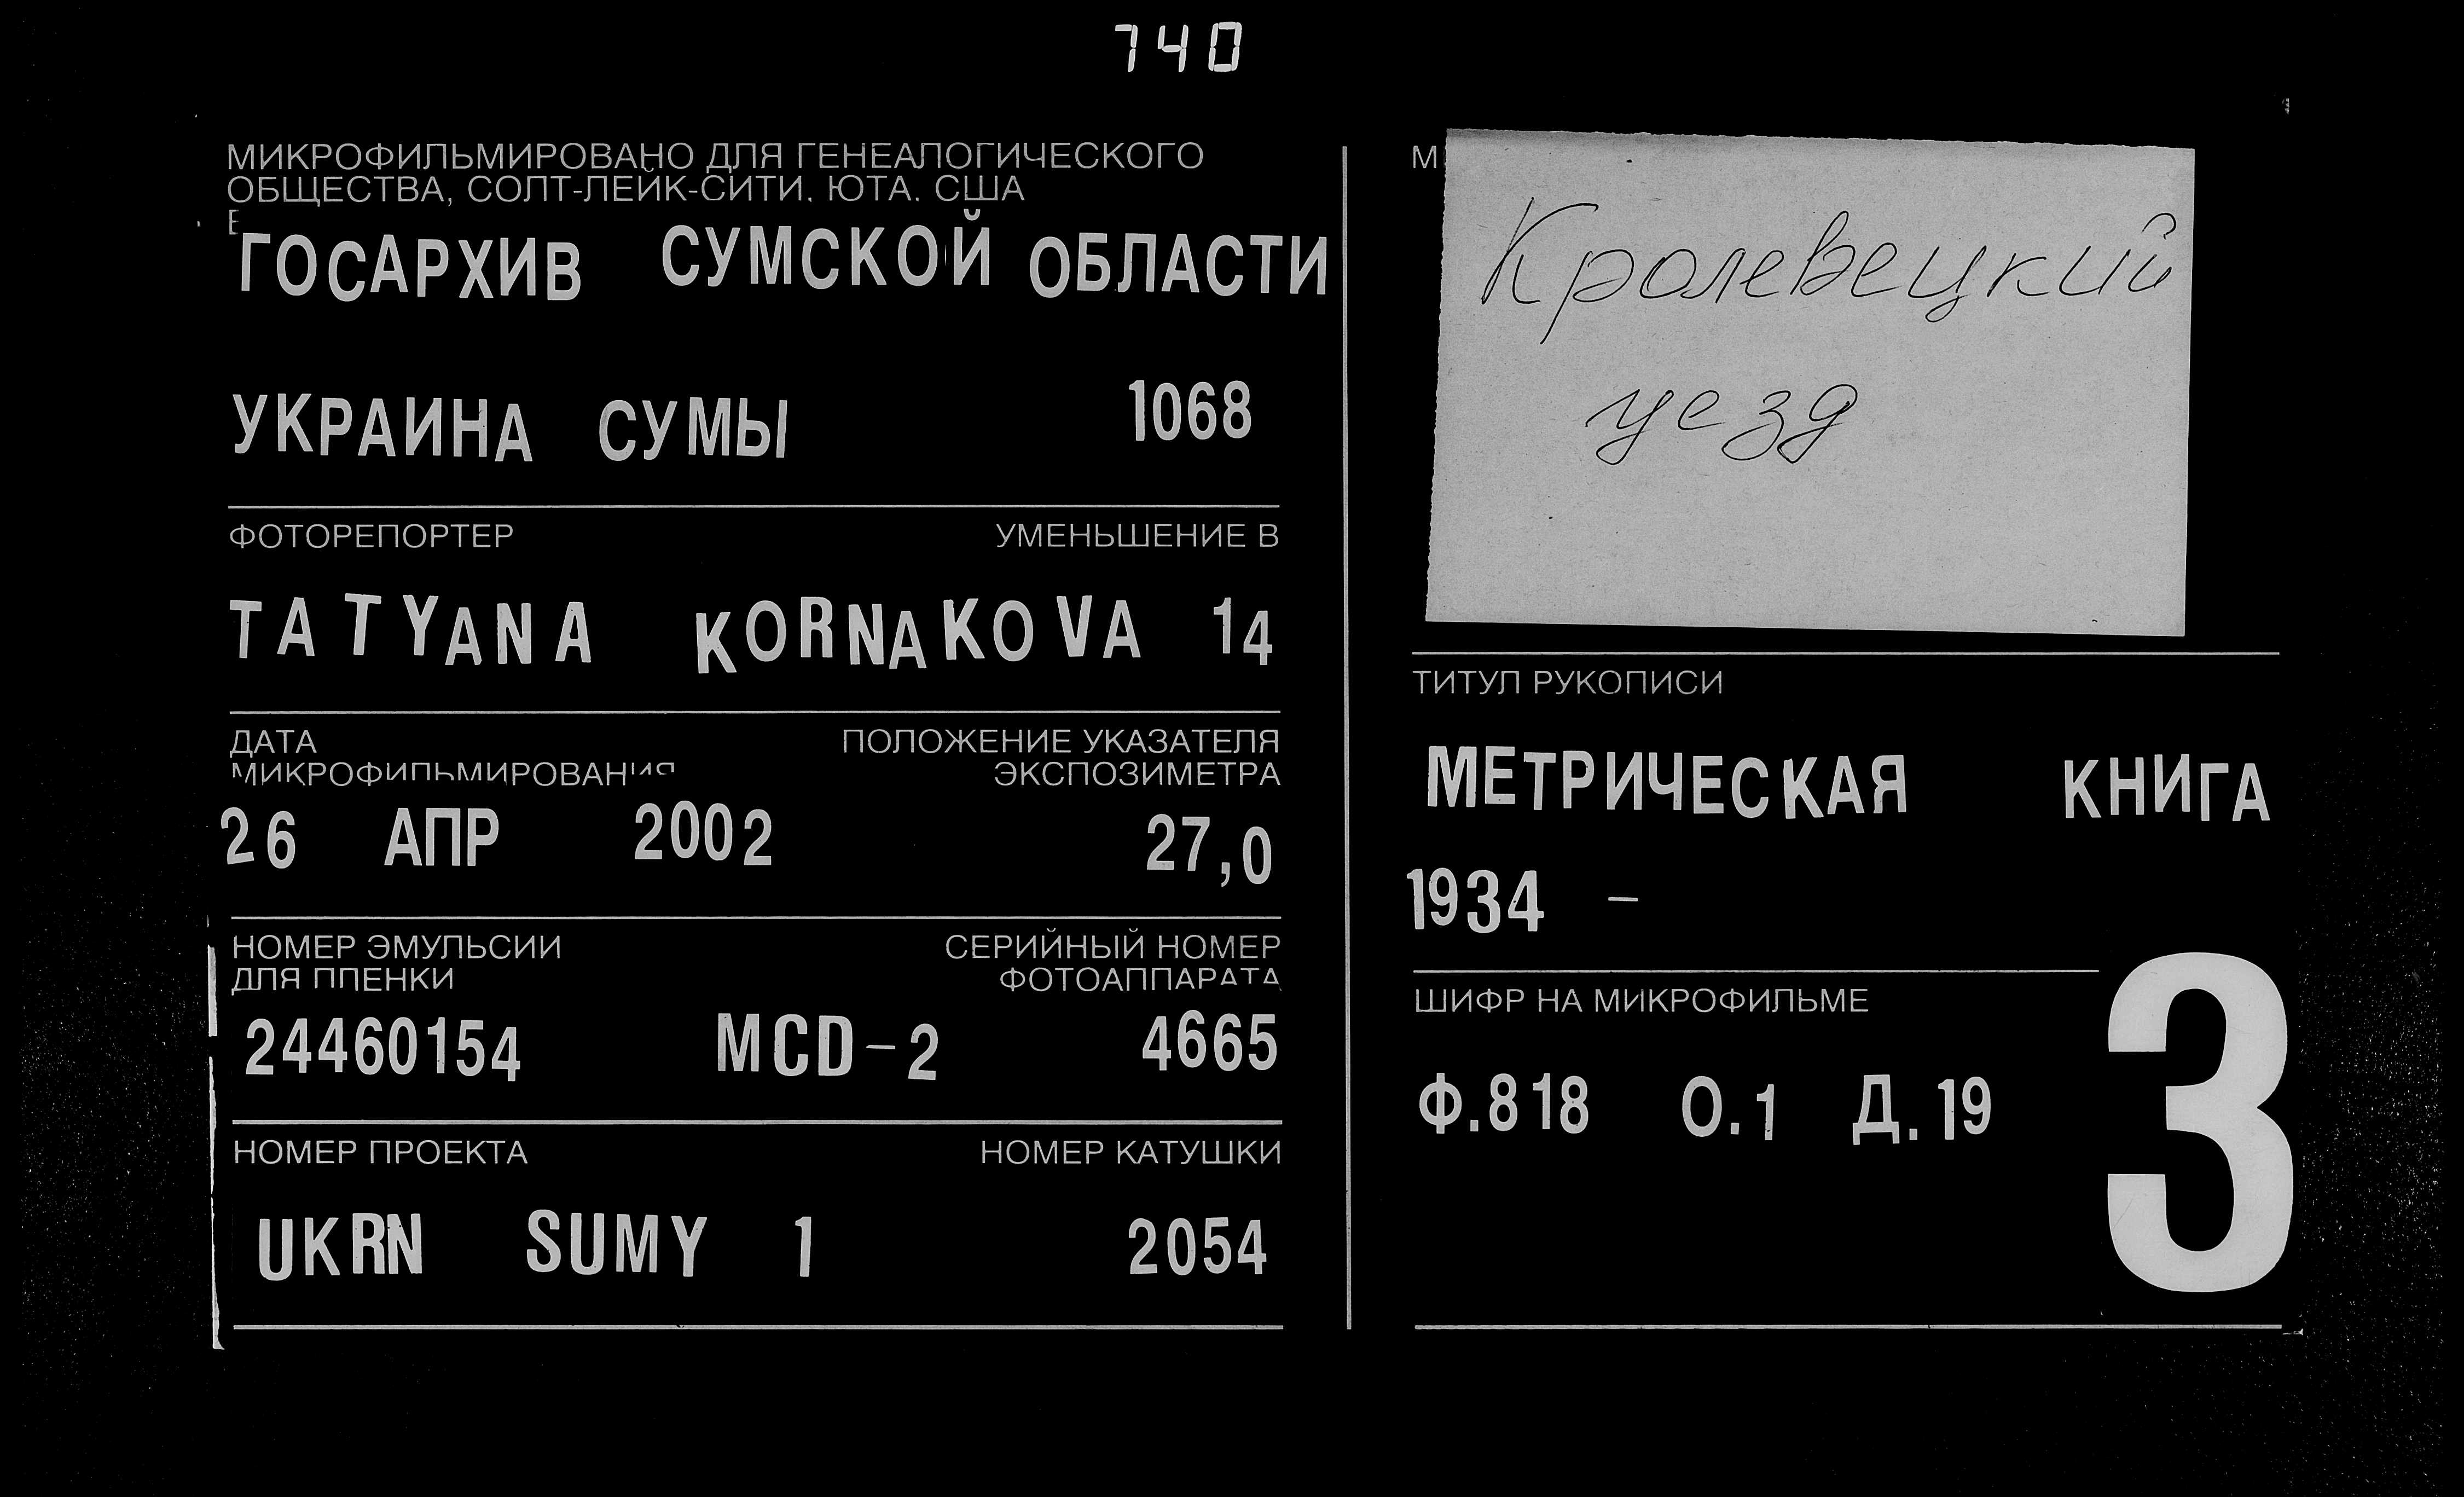 740
МИКРОФИЛЬМИРОВАНО ДЛЯ ГЕНЕАЛОГИЧЕСКОГО
ОБЩЕСТВА, СОЛТ-ЛЕЙК-СИТИ, ЮТА, США
ГОСАРХИВ СУМСКОЙ ОБЛАСТИ
УКРАИНА СУМЫ 1068
ФОТОРЕПОРТЕР УМЕНЬШЕНИЕ В
TATYANA KORNAKOVA 14
ДАТА ПОЛОЖЕНИЕ УКАЗАТЕЛЯ
МИКРОФИЛЬМИРОВАНИЯ ЭКСПОЗИМЕТРА
26 АПР 2002 27,0
НОМЕР ЭМУЛЬСИИ СЕРИЙНЫЙ НОМЕР
ДЛЯ ПЛЕНКИ ФОТОАППАРАТА
24460154 MCD-2 4665
НОМЕР ПРОЕКТА НОМЕР КАТУШКИ
UKRN SUMY 1 2054
М
Кролевецкий
уезд
ТИТУЛ РУКОПИСИ
МЕТРИЧЕСКАЯ КНИГА
1934 –
ШИФР НА МИКРОФИЛЬМЕ
Ф.818 О.1 Д.19
3